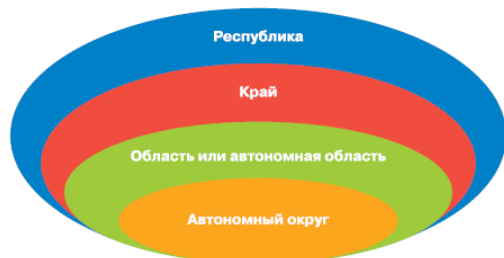 Республика
Край
Область или автономная область
Автономный округ